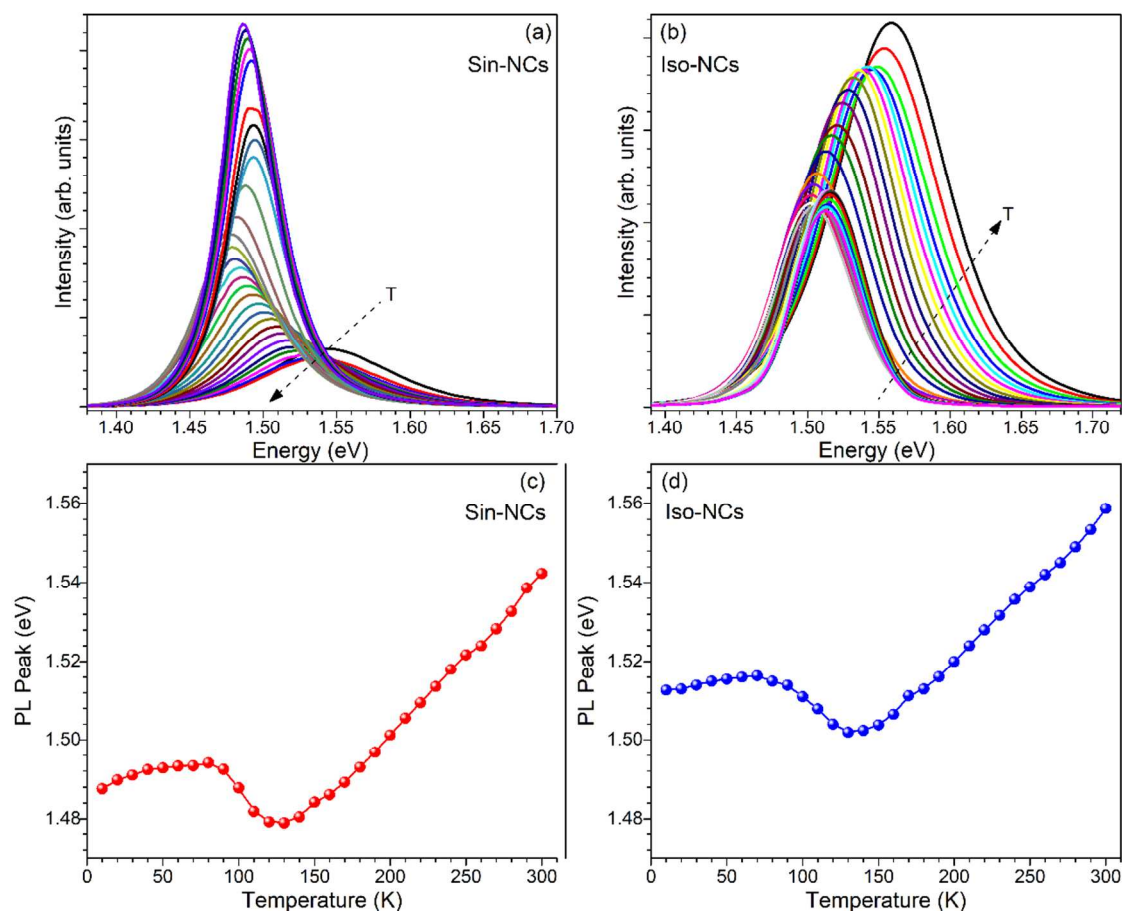 (a)
Sin-NCs
T
Intensity (arb. units)
1.40 1.45 1.50 1.55 1.60 1.65 1.70
Energy (eV)
(b)
Iso-NCs
T
Intensity (arb. units)
1.40 1.45 1.50 1.55 1.60 1.65 1.70
Energy (eV)
(c)
Sin-NCs
PL Peak (eV)
1.56
1.54
1.52
1.50
1.48
0 50 100 150 200 250 300
Temperature (K)
(d)
Iso-NCs
PL Peak (eV)
1.56
1.54
1.52
1.50
1.48
0 50 100 150 200 250 300
Temperature (K)